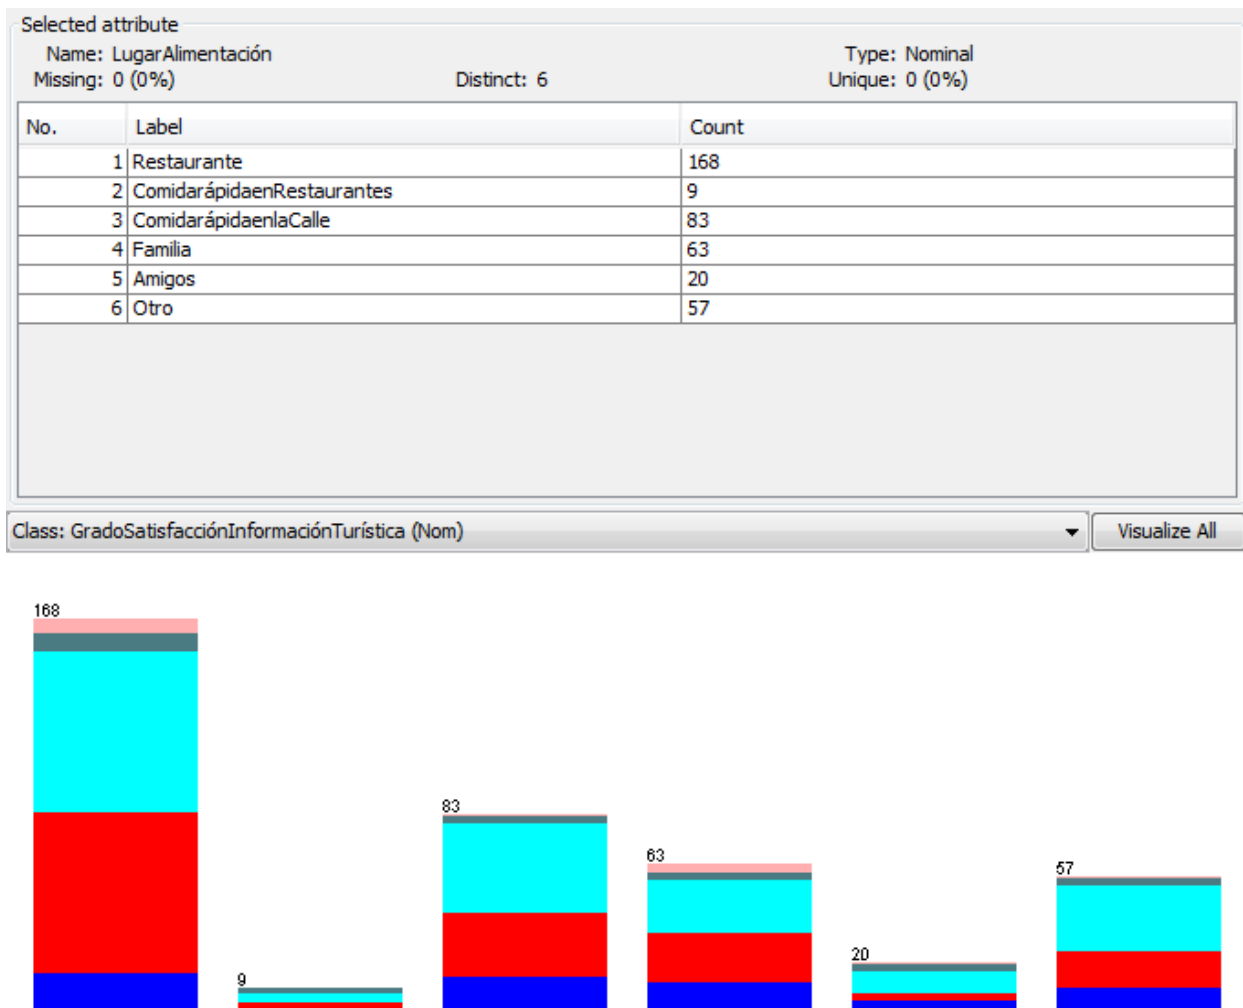 Selected attribute
Name: LugarAlimentación Type: Nominal
Missing: 0 (0%) Distinct: 6 Unique: 0 (0%)
No. Label Count
1 Restaurante 168
2 ComidarápidaenRestaurantes 9
3 ComidarápidaenlaCalle 83
4 Familia 63
5 Amigos 20
6 Otro 57
Class: GradoSatisfacciónInformaciónTurística (Nom) Visualize All
168
83
63
57
20
9